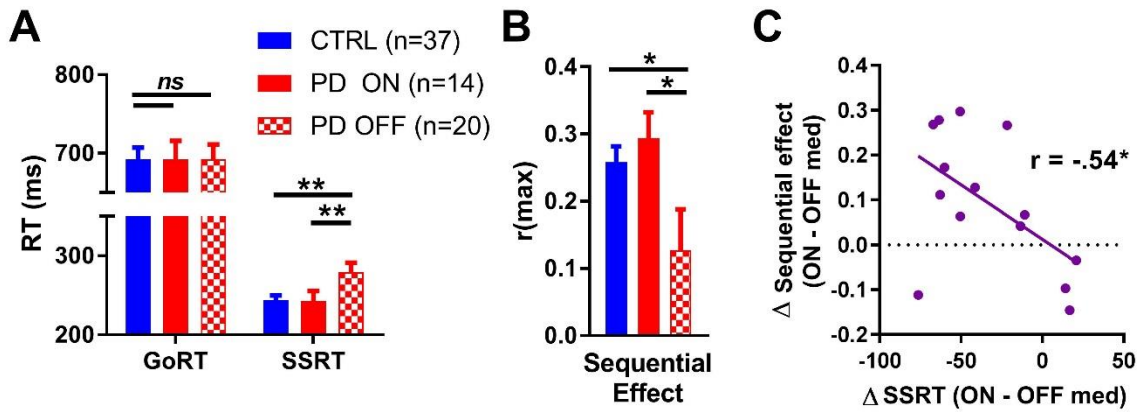 A
CTRL (n=37)
PD ON (n=14)
PD OFF (n=20)
ns
**
**
RT (ms)
800
700
300
200
GoRT
SSRT
B
*
*
r(max)
0.4
0.3
0.2
0.1
0.0
Sequential
Effect
C
Δ Sequential effect
(ON - OFF med)
0.4
0.3
0.2
0.1
0.0
-0.1
-0.2
r = -.54*
-100
-50
0
50
Δ SSRT (ON - OFF med)